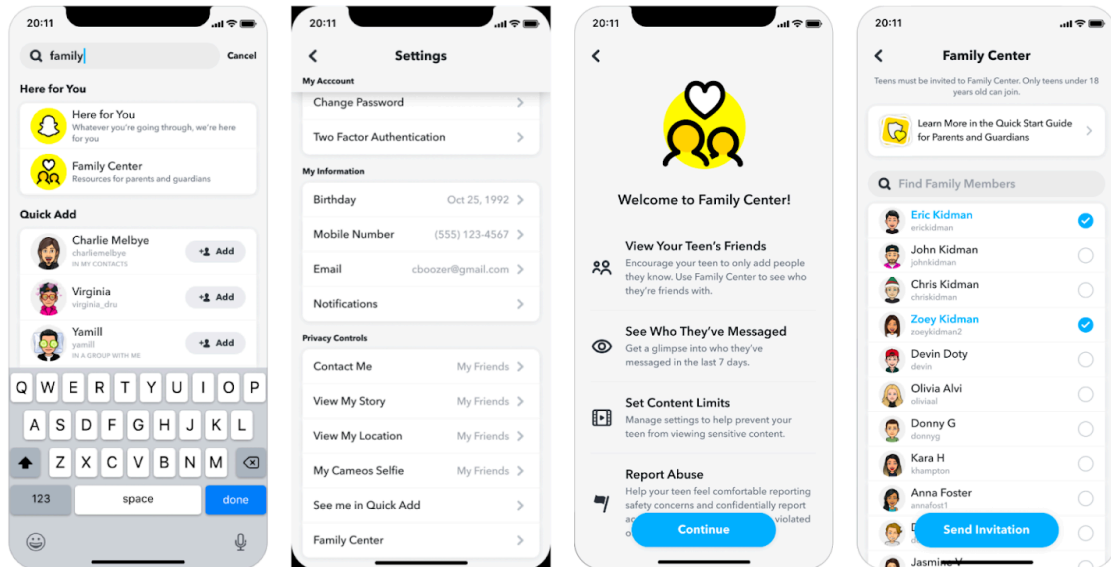 20:11
family
Cancel
Here for You
Here for You
Whatever you're going through, we're here
for you
Family Center
Resources for parents and guardians
Quick Add
Charlie Melbye
charliemelbye
IN MY CONTACTS
Add
Virginia
virginia_dru
Add
Yamill
yamill
IN A GROUP WITH ME
Add
Q W E R T Y U I O P
A S D F G H J K L
Z X C V B N M
123
space
done
20:11
Settings
My Acccount
Change Password
Two Factor Authentication
My Information
Birthday
Oct 25, 1992
Mobile Number
(555) 123-4567
Email
cboozer@gmail.com
Notifications
Privacy Controls
Contact Me
My Friends
View My Story
My Friends
View My Location
My Friends
My Cameos Selfie
My Friends
See me in Quick Add
Family Center
20:11
Welcome to Family Center!
View Your Teen's Friends
Encourage your teen to only add people
they know. Use Family Center to see who
they're friends with.
See Who They've Messaged
Get a glimpse into who they've
messaged in the last 7 days.
Set Content Limits
Manage settings to help prevent your
teen from viewing sensitive content.
Report Abuse
Help your teen feel comfortable reporting
safety concerns and confidentially report
violated
Continue
20:11
Family Center
Teens must be invited to Family Center. Only teens under 18
years old can join.
Learn More in the Quick Start Guide
for Parents and Guardians
Find Family Members
Eric Kidman
erickidman
John Kidman
johnkidman
Chris Kidman
chriskidman
Zoey Kidman
zoeykidman2
Devin Doty
devin
Olivia Alvi
oliviaal
Donny G
donnyg
Kara H
khampton
Anna Foster
annafost1
Send Invitation
Jasmine V